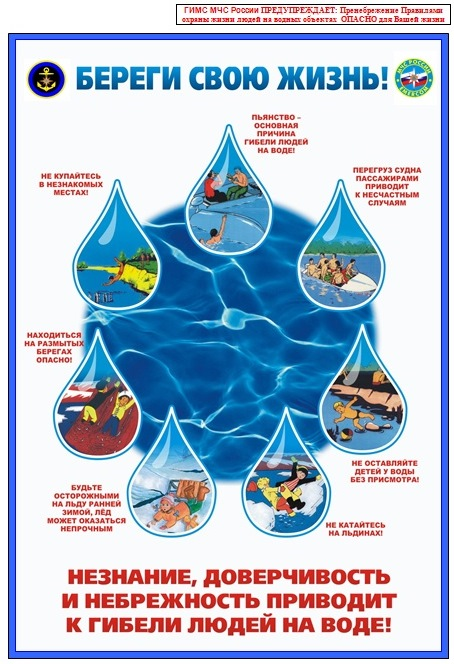 ГИМС МЧС России ПРЕДУПРЕЖДАЕТ: Пренебрежение Правилами
охраны жизни людей на водных объектах ОПАСНО для Вашей жизни
БЕРЕГИ СВОЮ ЖИЗНЬ!
ПЬЯНСТВО –
ОСНОВНАЯ
ПРИЧИНА
ГИБЕЛИ ЛЮДЕЙ
НА ВОДЕ!
НЕ КУПАЙТЕСЬ
В НЕЗНАКОМЫХ
МЕСТАХ!
ПЕРЕГРУЗ СУДНА
ПАССАЖИРАМИ
ПРИВОДИТ
К НЕСЧАСТНЫМ
СЛУЧАЯМ
НАХОДИТЬСЯ
НА РАЗМЫТЫХ
БЕРЕГАХ
ОПАСНО!
НЕ ОСТАВЛЯЙТЕ
ДЕТЕЙ У ВОДЫ
БЕЗ ПРИСМОТРА!
БУДЬТЕ
ОСТОРОЖНЫМИ
НА ЛЬДУ РАННЕЙ
ЗИМОЙ, ЛЁД
МОЖЕТ ОКАЗАТЬСЯ
НЕПРОЧНЫМ
НЕ КАТАЙТЕСЬ
НА ЛЬДИНАХ!
НЕЗНАНИЕ, ДОВЕРЧИВОСТЬ
И НЕБРЕЖНОСТЬ ПРИВОДИТ
К ГИБЕЛИ ЛЮДЕЙ НА ВОДЕ!